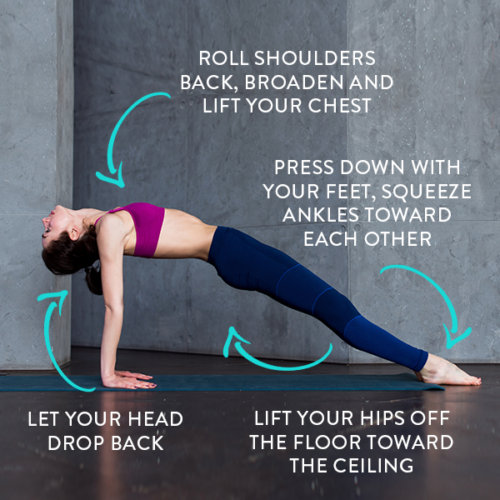 ROLL SHOULDERS
BACK, BROADEN AND
LIFT YOUR CHEST
PRESS DOWN WITH
YOUR FEET, SQUEEZE
ANKLES TOWARD
EACH OTHER
LET YOUR HEAD
DROP BACK
LIFT YOUR HIPS OFF
THE FLOOR TOWARD
THE CEILING